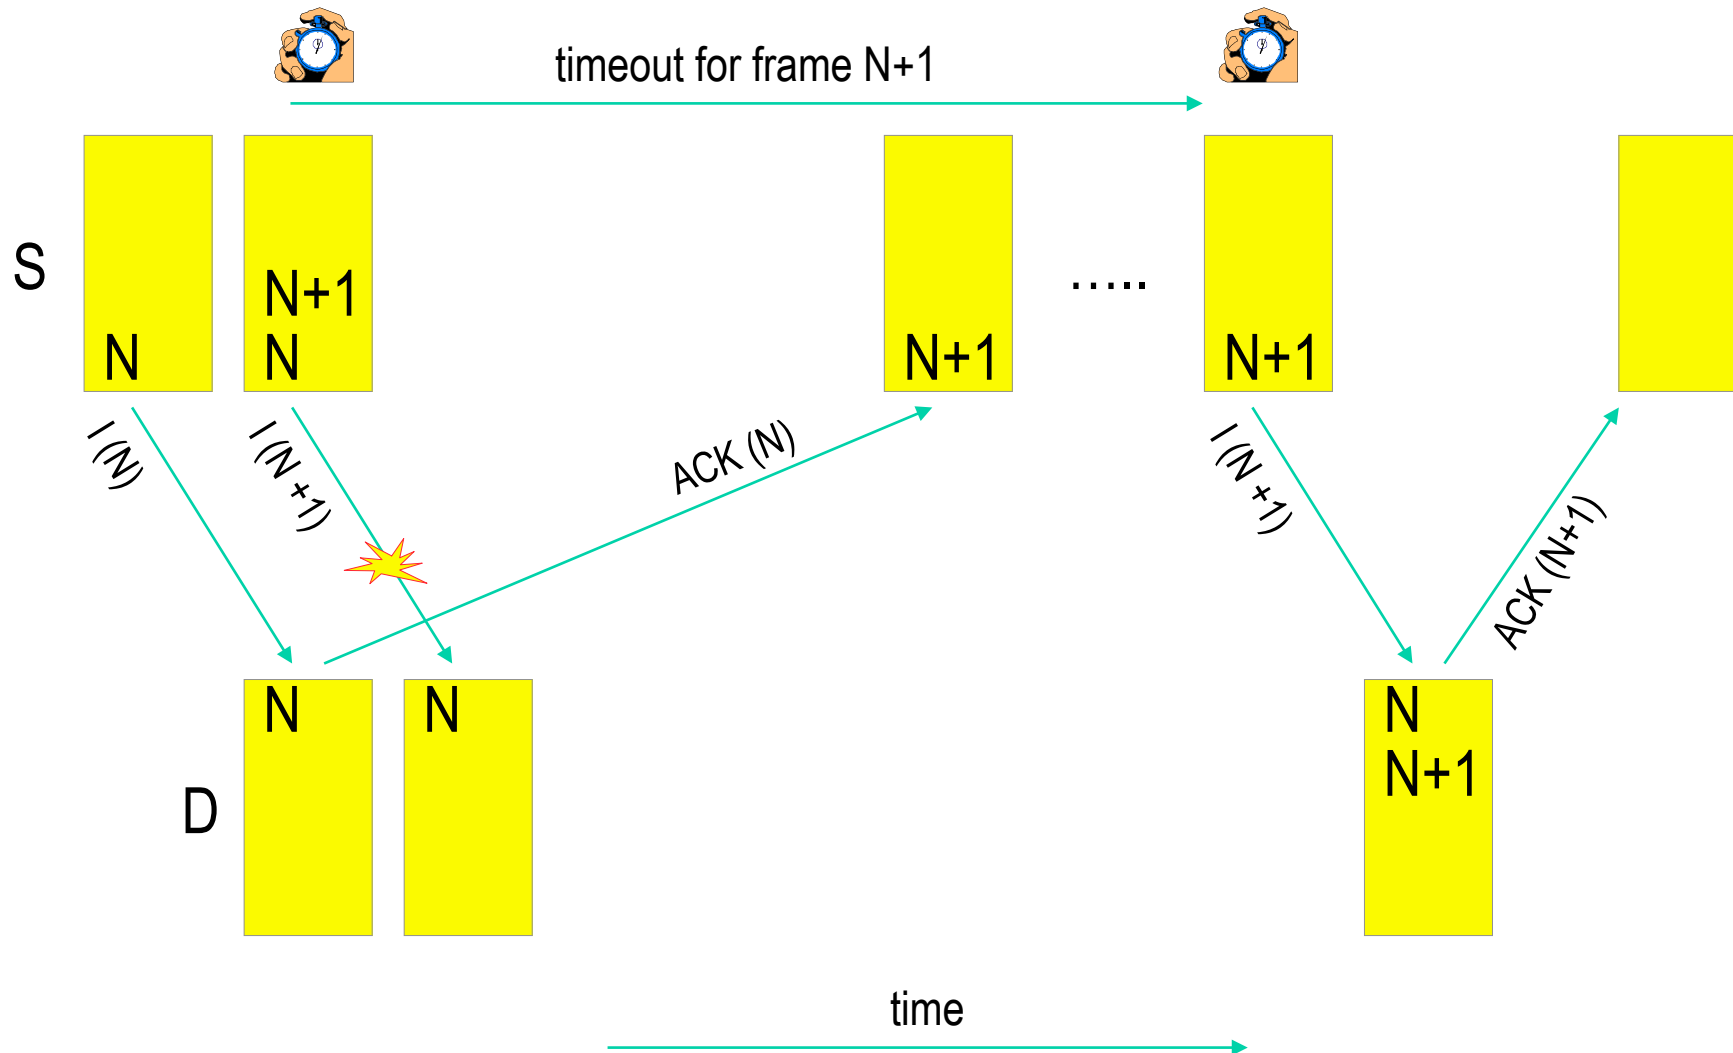 timeout for frame N+1
S
N
N+1
N
N+1
.....
N+1
I (N)
I (N +1)
ACK (N)
I (N +1)
ACK (N+1)
D
N
N
N
N+1
time